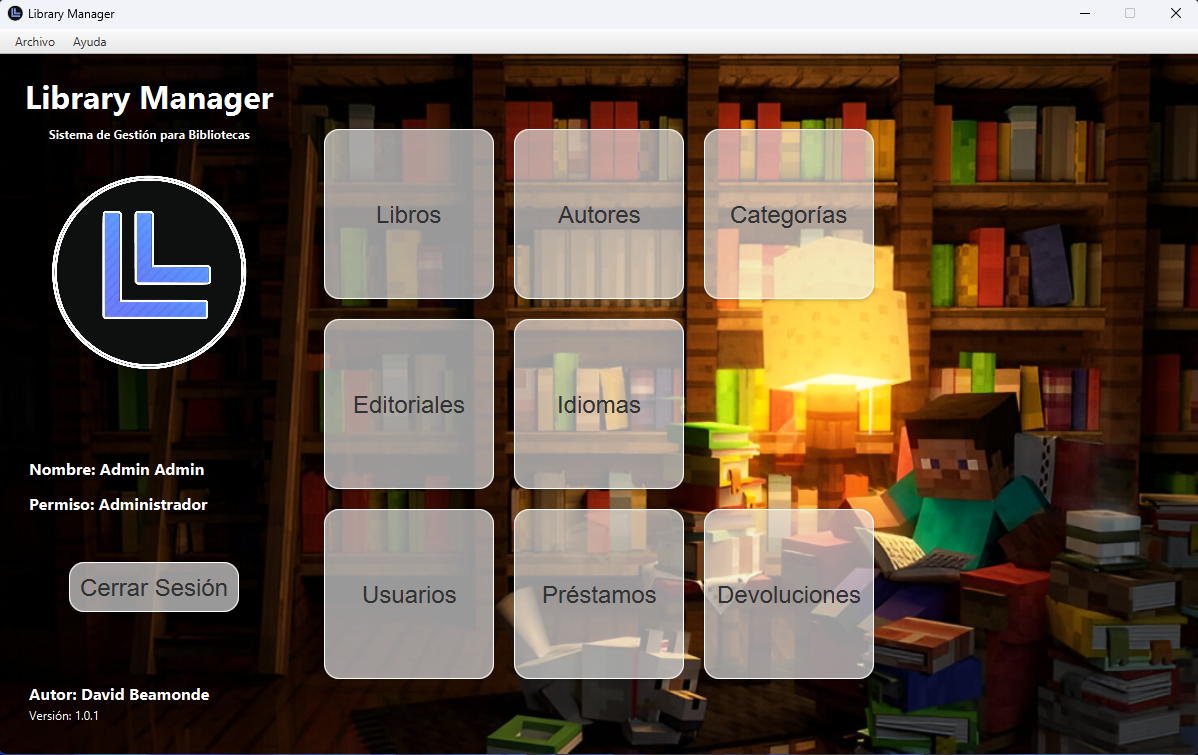 Library Manager
Archivo Ayuda
Library Manager
Sistema de Gestión para Bibliotecas
Libros Autores Categorías
Editoriales Idiomas
Nombre: Admin Admin
Permiso: Administrador
Cerrar Sesión
Usuarios Préstamos Devoluciones
Autor: David Beamonde
Versión: 1.0.1